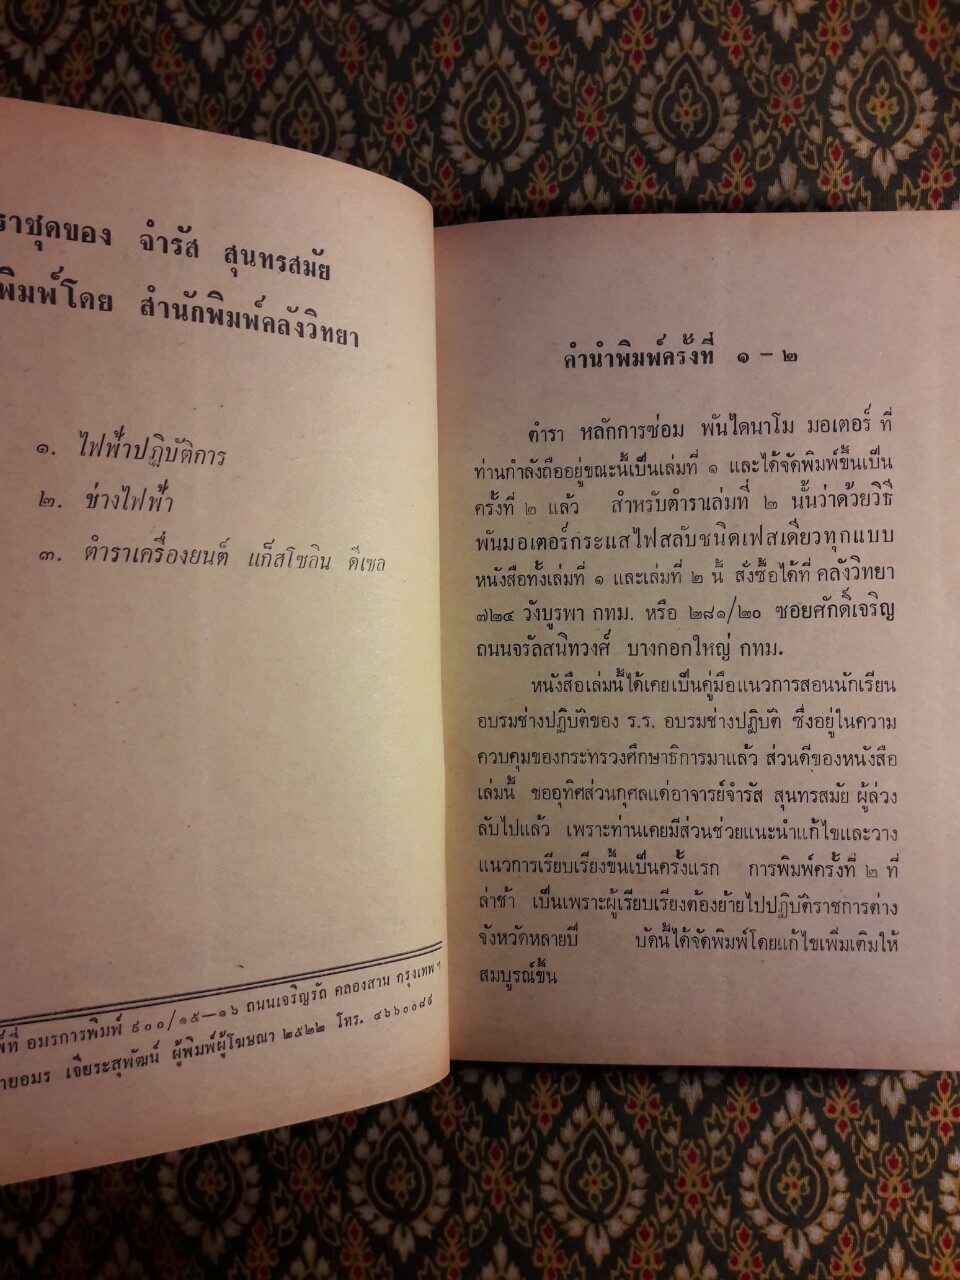 ราชุดของ จำรัส สุนทรสมัย
พิมพ์โดย สำนักพิมพ์คลังวิทยา
๑. ไฟฟ้าปฏิบัติการ
๒. ช่างไฟฟ้า
๓. ตำราเครื่องยนต์ แก็สโซลิน ดีเซล
พ์ที่ อมรการพิมพ์ ๙๐๐/๑๕–๑๖ ถนนเจริญรัถ คลองสาน กรุงเทพ ฯ
ายอมร เจียระสุพัฒน์ ผู้พิมพ์ผู้โฆษณา ๒๕๒๒ โทร. ๔๖๖๐๐๘๙
คำนำพิมพ์ครั้งที่ ๑ – ๒
ตำรา หลักการซ่อม พันไดนาโม มอเตอร์ ที่
ท่านกำลังถืออยู่ขณะนี้เป็นเล่มที่ ๑ และได้จัดพิมพ์ขึ้นเป็น
ครั้งที่ ๒ แล้ว สำหรับตำราเล่มที่ ๒ นั้นว่าด้วยวิธี
พันมอเตอร์กระแสไฟสลับชนิดเฟสเดียวทุกแบบ
หนังสือทั้งเล่มที่ ๑ และเล่มที่ ๒ นี้ สั่งซื้อได้ที่ คลังวิทยา
๗๒๔ วังบูรพา กทม. หรือ ๒๘๑/๒๐ ซอยศักดิ์เจริญ
ถนนจรัลสนิทวงศ์ บางกอกใหญ่ กทม.
หนังสือเล่มนี้ได้เคยเป็นคู่มือแนวการสอนนักเรียน
อบรมช่างปฏิบัติของ ร.ร. อบรมช่างปฏิบัติ ซึ่งอยู่ในความ
ควบคุมของกระทรวงศึกษาธิการมาแล้ว ส่วนดีของหนังสือ
เล่มนี้ ขออุทิศส่วนกุศลแด่อาจารย์จำรัส สุนทรสมัย ผู้ล่วง
ลับไปแล้ว เพราะท่านเคยมีส่วนช่วยแนะนำแก้ไขและวาง
แนวการเรียบเรียงขึ้นเป็นครั้งแรก การพิมพ์ครั้งที่ ๒ ที่
ล่าช้า เป็นเพราะผู้เรียบเรียงต้องย้ายไปปฏิบัติราชการต่าง
จังหวัดหลายปี บัดนี้ได้จัดพิมพ์โดยแก้ไขเพิ่มเติมให้
สมบูรณ์ขึ้น